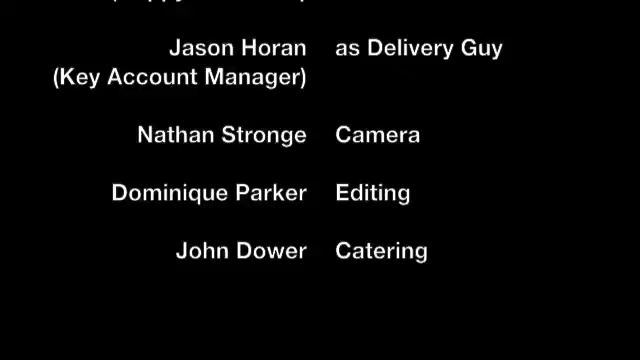 Jason Horan as Delivery Guy
(Key Account Manager)
Nathan Stronge Camera
Dominique Parker Editing
John Dower Catering